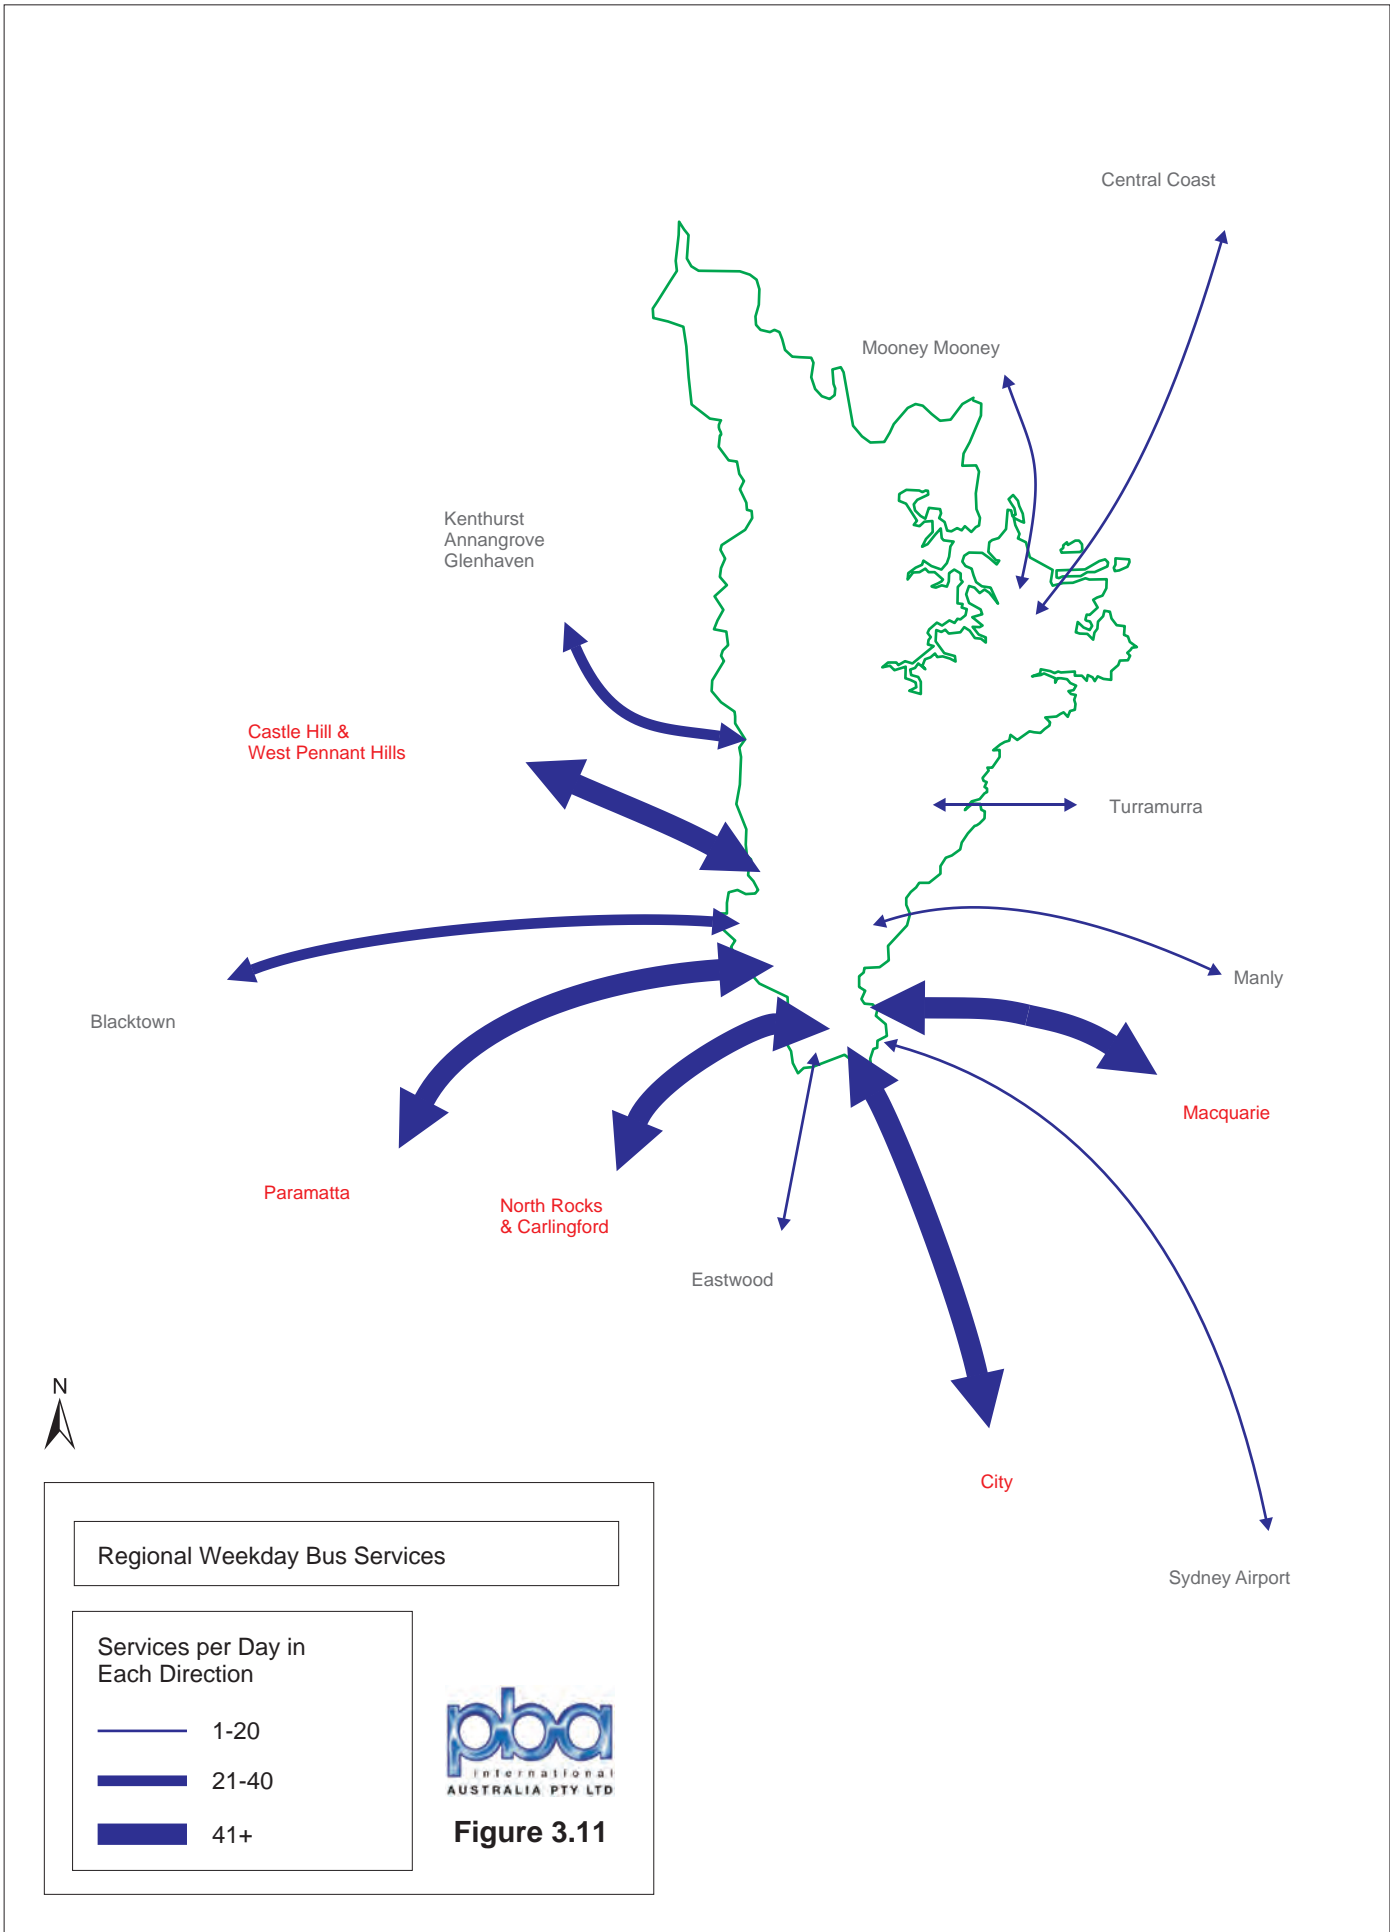 Central Coast
Mooney Mooney
Kenthurst
Annangrove
Glenhaven
Castle Hill &
West Pennant Hills
Turramurra
Manly
Blacktown
Macquarie
Paramatta
North Rocks
& Carlingford
Eastwood
N
City
Sydney Airport
Regional Weekday Bus Services
Services per Day in
Each Direction
1-20
21-40
41+
pba
international
AUSTRALIA PTY LTD
Figure 3.11